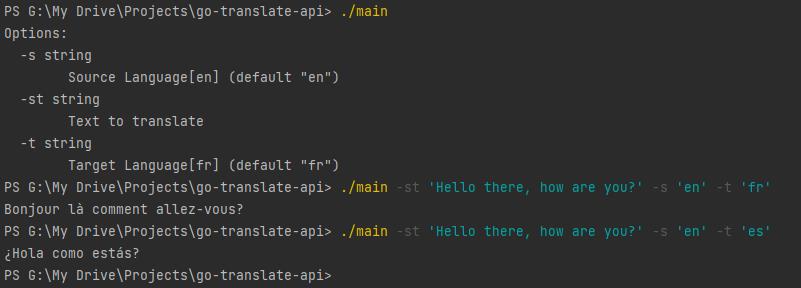 PS G:\My Drive\Projects\go-translate-api> ./main
Options:
  -s string
        Source Language[en] (default "en")
  -st string
        Text to translate
  -t string
        Target Language[fr] (default "fr")
PS G:\My Drive\Projects\go-translate-api> ./main -st 'Hello there, how are you?' -s 'en' -t 'fr'
Bonjour là comment allez-vous?
PS G:\My Drive\Projects\go-translate-api> ./main -st 'Hello there, how are you?' -s 'en' -t 'es'
¿Hola como estás?
PS G:\My Drive\Projects\go-translate-api>